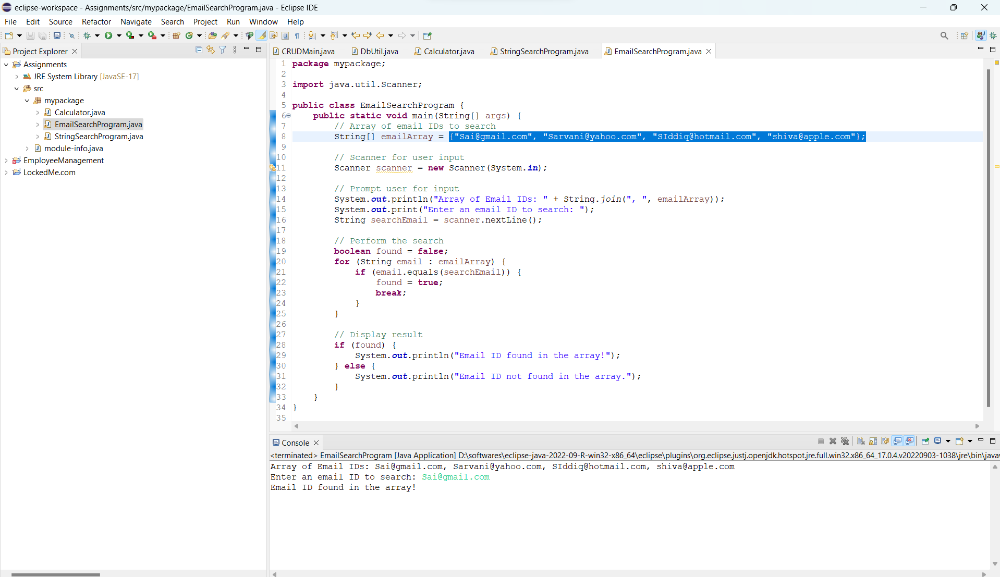 eclipse-workspace - Assignments/src/mypackage/EmailSearchProgram.java - Eclipse IDE
File Edit Source Refactor Navigate Search Project Run Window Help
Project Explorer
Assignments
JRE System Library [JavaSE-17]
src
mypackage
Calculator.java
EmailSearchProgram.java
StringSearchProgram.java
module-info.java
EmployeeManagement
LockedMe.com
CRUDMain.java DbUtil.java Calculator.java StringSearchProgram.java EmailSearchProgram.java
1 package mypackage;
2
3 import java.util.Scanner;
4
5 public class EmailSearchProgram {
6 public static void main(String[] args) {
7 // Array of email IDs to search
8 String[] emailArray = {"Sai@gmail.com", "Sarvani@yahoo.com", "SIddiq@hotmail.com", "shiva@apple.com"};
9
10 // Scanner for user input
11 Scanner scanner = new Scanner(System.in);
12
13 // Prompt user for input
14 System.out.println("Array of Email IDs: " + String.join(", ", emailArray));
15 System.out.print("Enter an email ID to search: ");
16 String searchEmail = scanner.nextLine();
17
18 // Perform the search
19 boolean found = false;
20 for (String email : emailArray) {
21 if (email.equals(searchEmail)) {
22 found = true;
23 break;
24 }
25 }
26
27 // Display result
28 if (found) {
29 System.out.println("Email ID found in the array!");
30 } else {
31 System.out.println("Email ID not found in the array.");
32 }
33 }
34 }
35
Console
<terminated> EmailSearchProgram [Java Application] D:\softwares\eclipse-java-2022-09-R-win32-x86_64\eclipse\plugins\org.eclipse.justj.openjdk.hotspot.jre.full.win32.x86_64_17.0.4.v20220903-1038\jre\bin\java
Array of Email IDs: Sai@gmail.com, Sarvani@yahoo.com, SIddiq@hotmail.com, shiva@apple.com
Enter an email ID to search: Sai@gmail.com
Email ID found in the array!